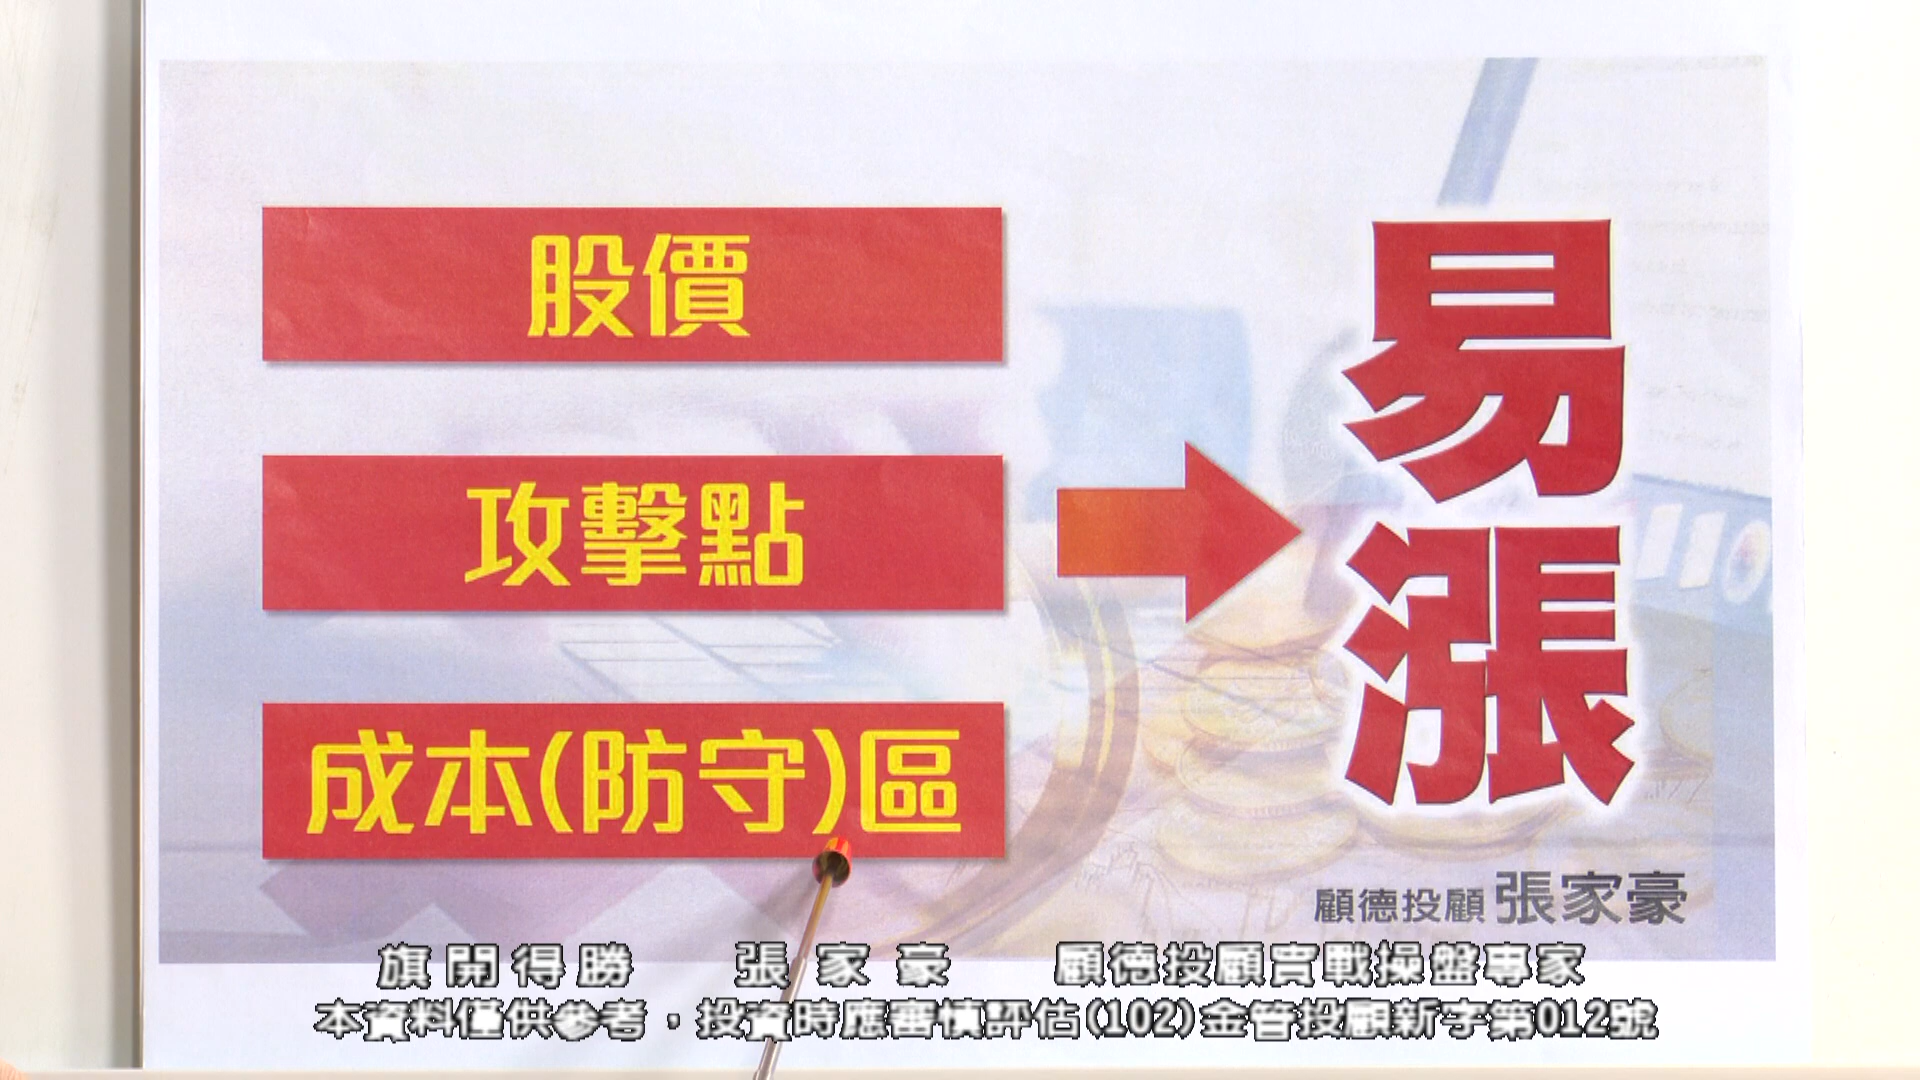 股價
攻擊點
成本(防守)區
易漲
顧德投顧 張家豪
旗開得勝 張家豪 顧德投顧實戰操盤專家
本資料僅供參考，投資時應審慎評估(102)金管投顧新字第012號